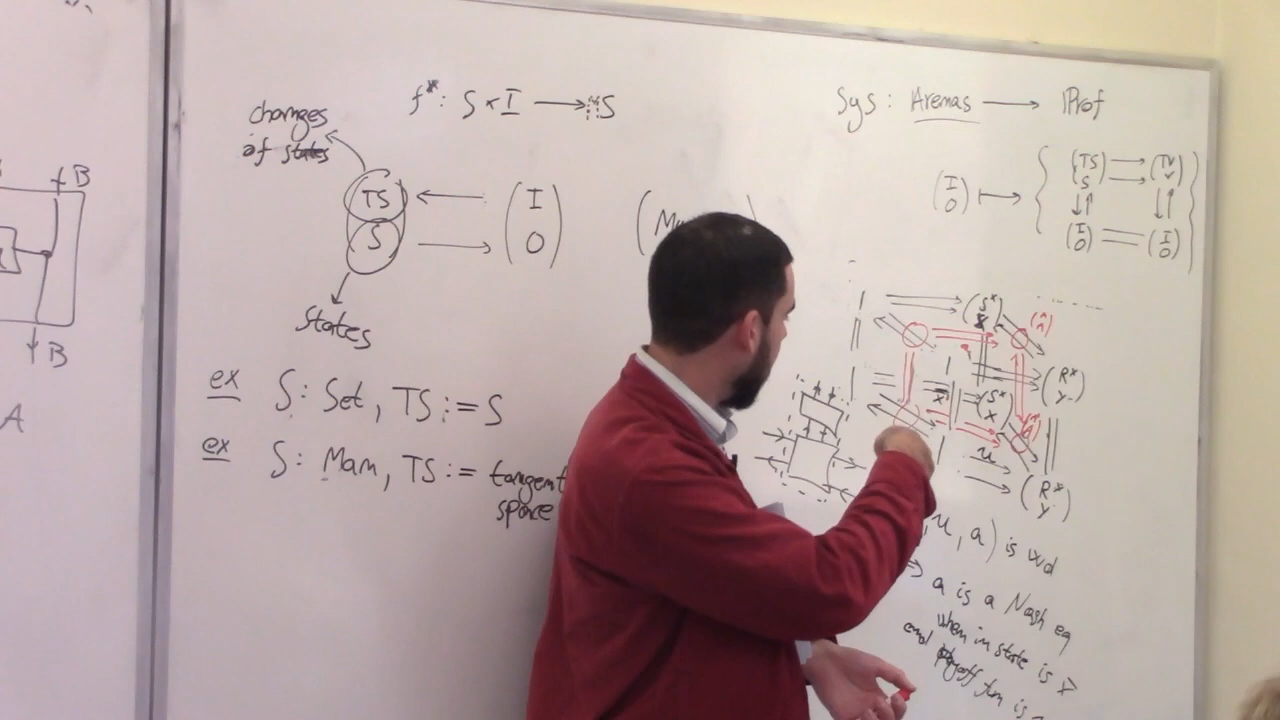 B
B
A
changes
of states
f*: S × I → S
TS
S
I
O
states
ex S: Set, TS := S
ex S: Man, TS := tangent
space
Sys: Arenas → Prof
(I
O) ↦ {
(TS
S)
(TV
V)
(I
O) = (I
O)
(S*
(R*
Y)
(S*
X)
(R*
Y)
u
, u, a) is wd
⇒ a is a Nash eq
when in state is x
and payoff fun is